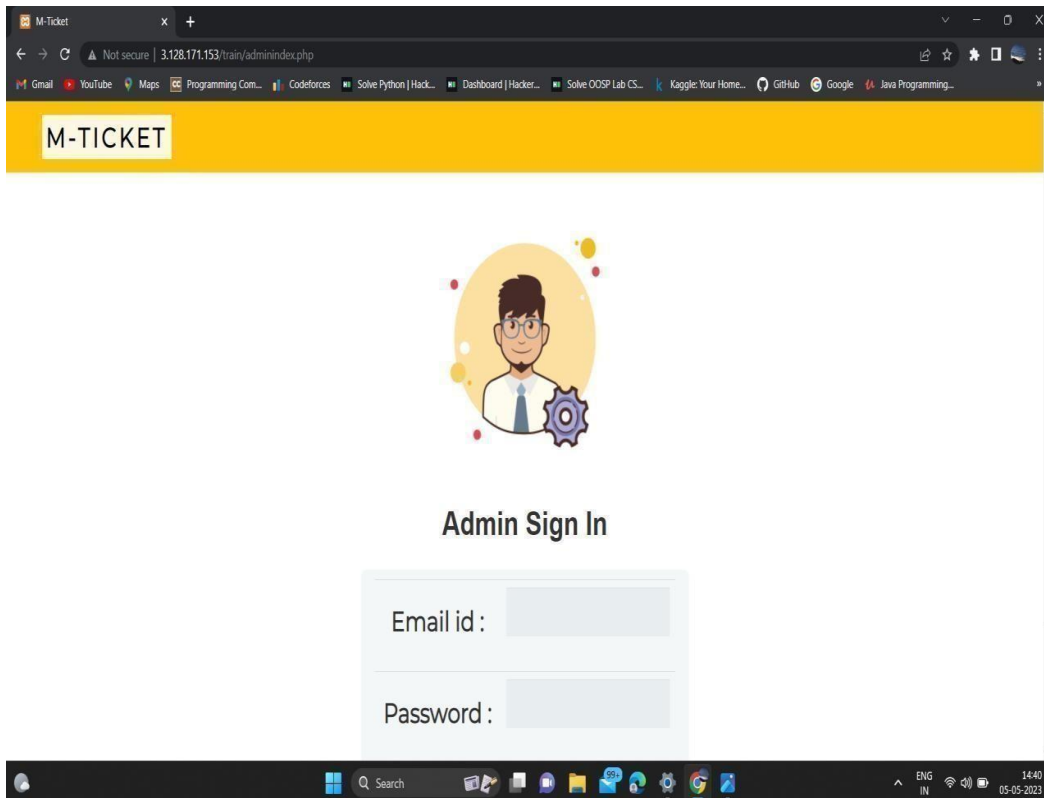 M-Ticket
Not secure | 3.128.171.153/train/adminindex.php
Gmail YouTube Maps CC Programming Com... Codeforces Solve Python | Hack... Dashboard | Hacker... Solve OOSP Lab CS... Kaggle: Your Home... GitHub Google Java Programming... »
M-TICKET
Admin Sign In
Email id :
Password :
Search 99+ ENG IN 14:40 05-05-2023